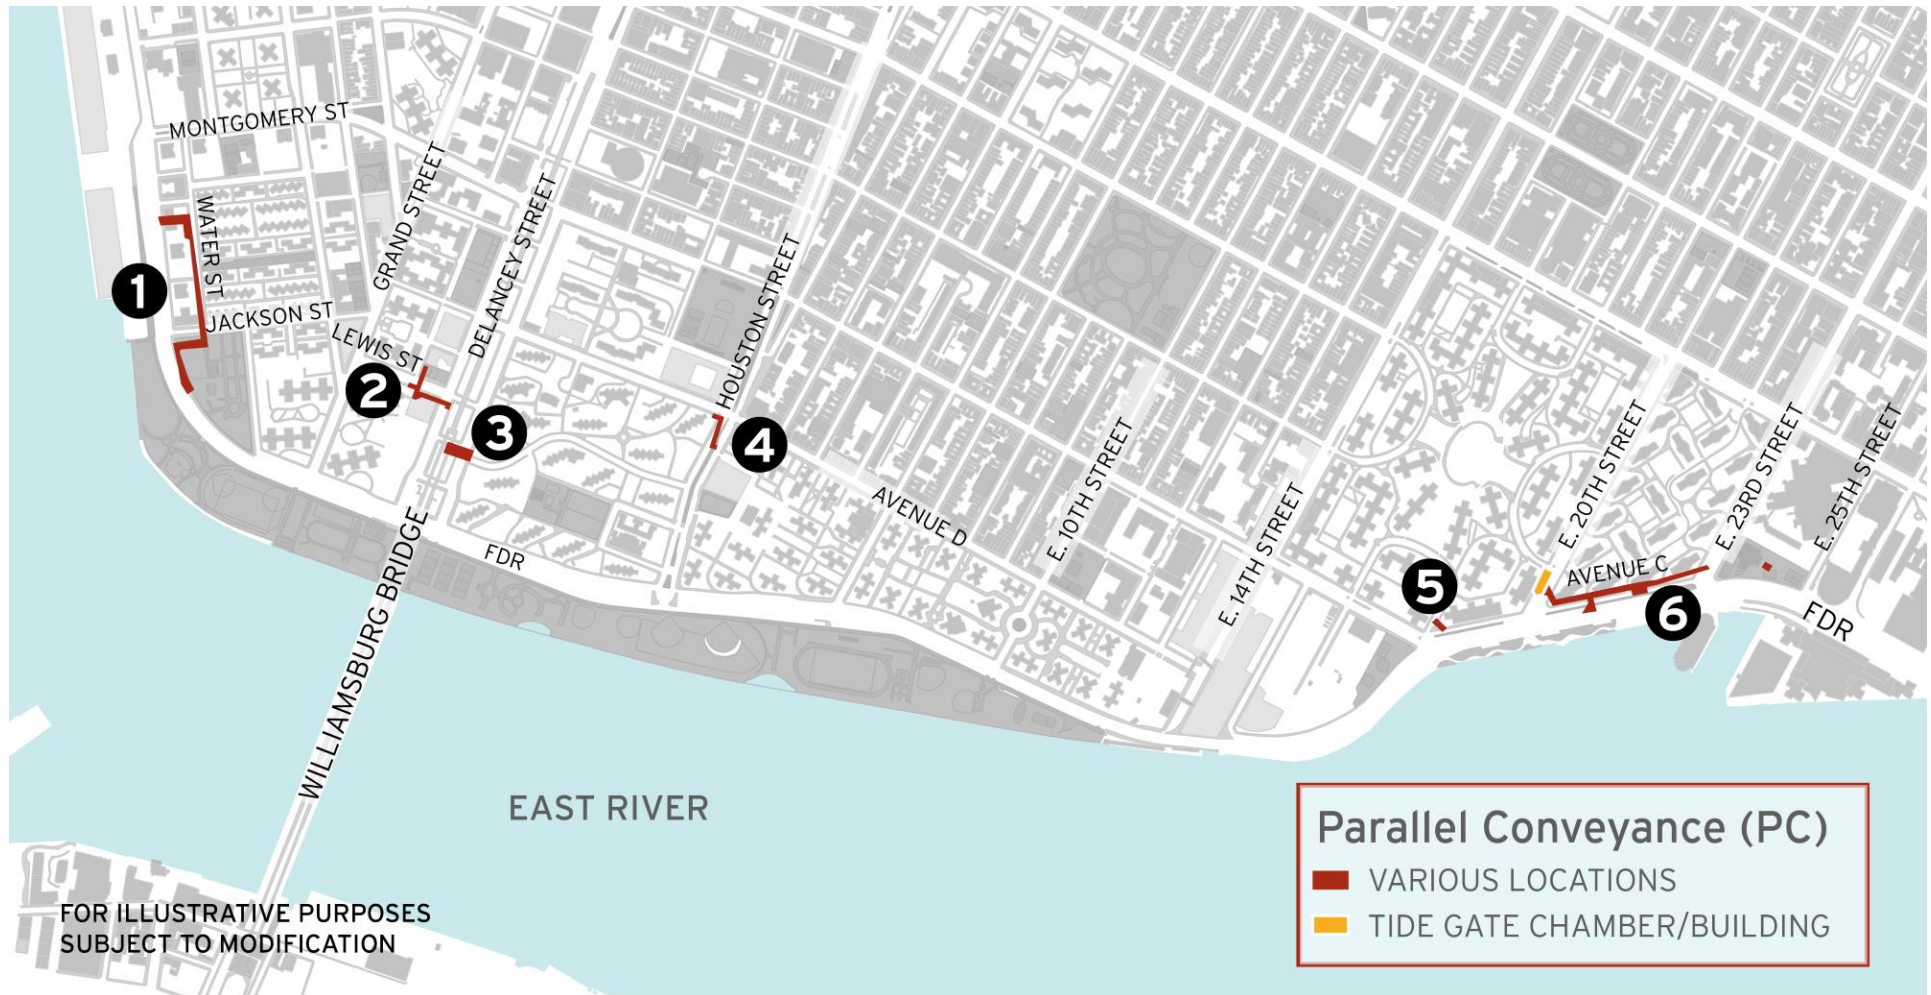 MONTGOMERY ST
WATER ST
GRAND STREET
DELANCEY STREET
HOUSTON STREET
1
JACKSON ST
LEWIS ST
2
3
4
AVENUE D
E. 10TH STREET
E. 14TH STREET
E. 20TH STREET
E. 23RD STREET
E. 25TH STREET
5
AVENUE C
6
FDR
FDR
WILLIAMSBURG BRIDGE
EAST RIVER
Parallel Conveyance (PC)
VARIOUS LOCATIONS
TIDE GATE CHAMBER/BUILDING
FOR ILLUSTRATIVE PURPOSES
SUBJECT TO MODIFICATION